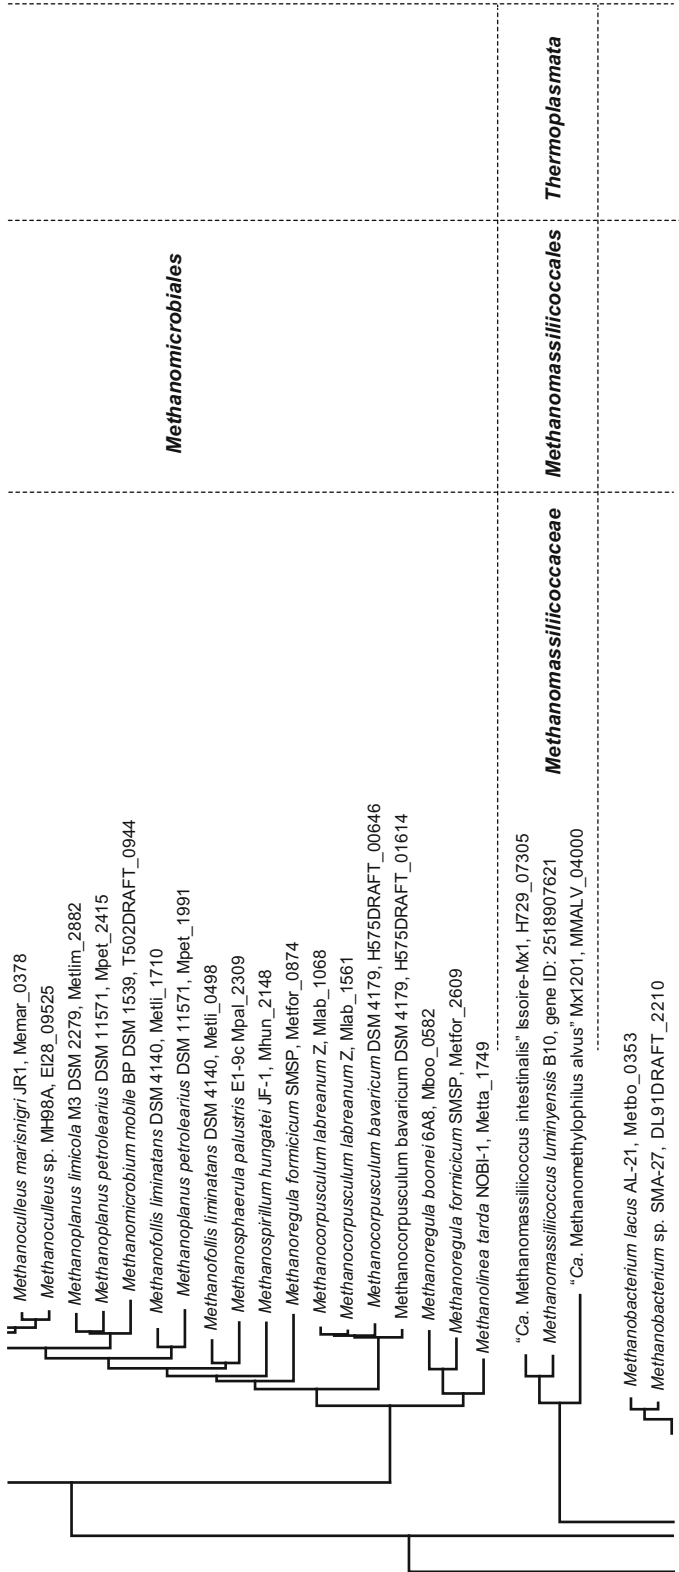 Methanoculleus marisnigri JR1, Memar_0378
Methanoculleus sp. MH98A, EI28_09525
Methanoplanus limicola M3 DSM 2279, Metlim_2882
Methanoplanus petrolearius DSM 11571, Mpet_2415
Methanomicrobium mobile BP DSM 1539, T502DRAFT_0944
Methanofollis liminatans DSM 4140, Metli_1710
Methanoplanus petrolearius DSM 11571, Mpet_1991
Methanofollis liminatans DSM 4140, Metli_0498
Methanosphaerula palustris E1-9c Mpal_2309
Methanospirillum hungatei JF-1, Mhun_2148
Methanoregula formicicum SMSP, Metfor_0874
Methanocorpusculum labreanum Z, Mlab_1068
Methanocorpusculum labreanum Z, Mlab_1561
Methanocorpusculum bavaricum DSM 4179, H575DRAFT_00646
Methanocorpusculum bavaricum DSM 4179, H575DRAFT_01614
Methanoregula boonei 6A8, Mboo_0582
Methanoregula formicicum SMSP, Metfor_2609
Methanolinea tarda NOBI-1, Metta_1749
Methanomicrobiales
“Ca. Methanomassiliicoccus intestinalis” Issoire-Mx1, H729_07305
Methanomassiliicoccus luminyensis B10, gene ID: 2518907621
“Ca. Methanomethylophilus alvus” Mx1201, MMALV_04000
Methanomassiliicoccaceae
Methanomassiliicoccales
Thermoplasmata
Methanobacterium lacus AL-21, Metbo_0353
Methanobacterium sp. SMA-27, DL91DRAFT_2210